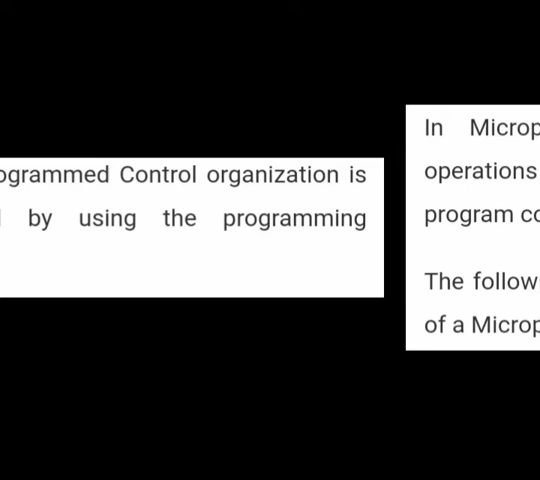 ogrammed Control organization is
by using the programming
In Microp
operations
program co
The follow
of a Microp